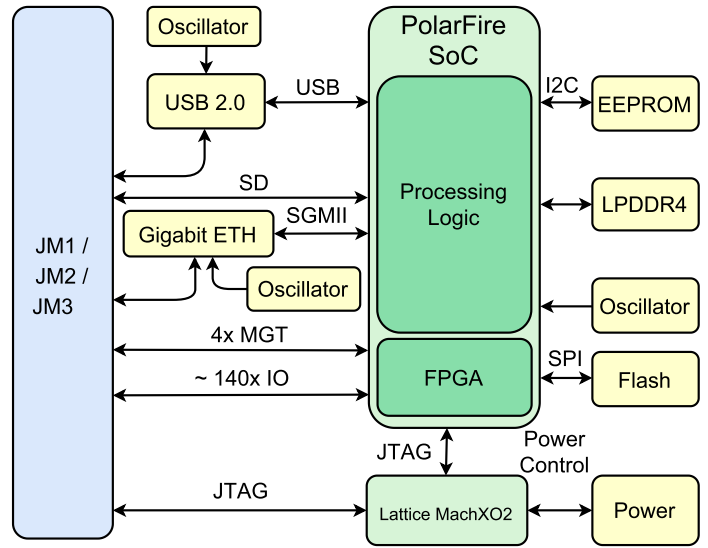 Oscillator
PolarFire
SoC
USB 2.0
USB
I2C
EEPROM
SD
Processing
Logic
LPDDR4
SGMII
Gigabit ETH
JM1 /
JM2 /
JM3
Oscillator
Oscillator
4x MGT
SPI
~ 140x IO
FPGA
Flash
JTAG
Power
Control
JTAG
Lattice MachXO2
Power